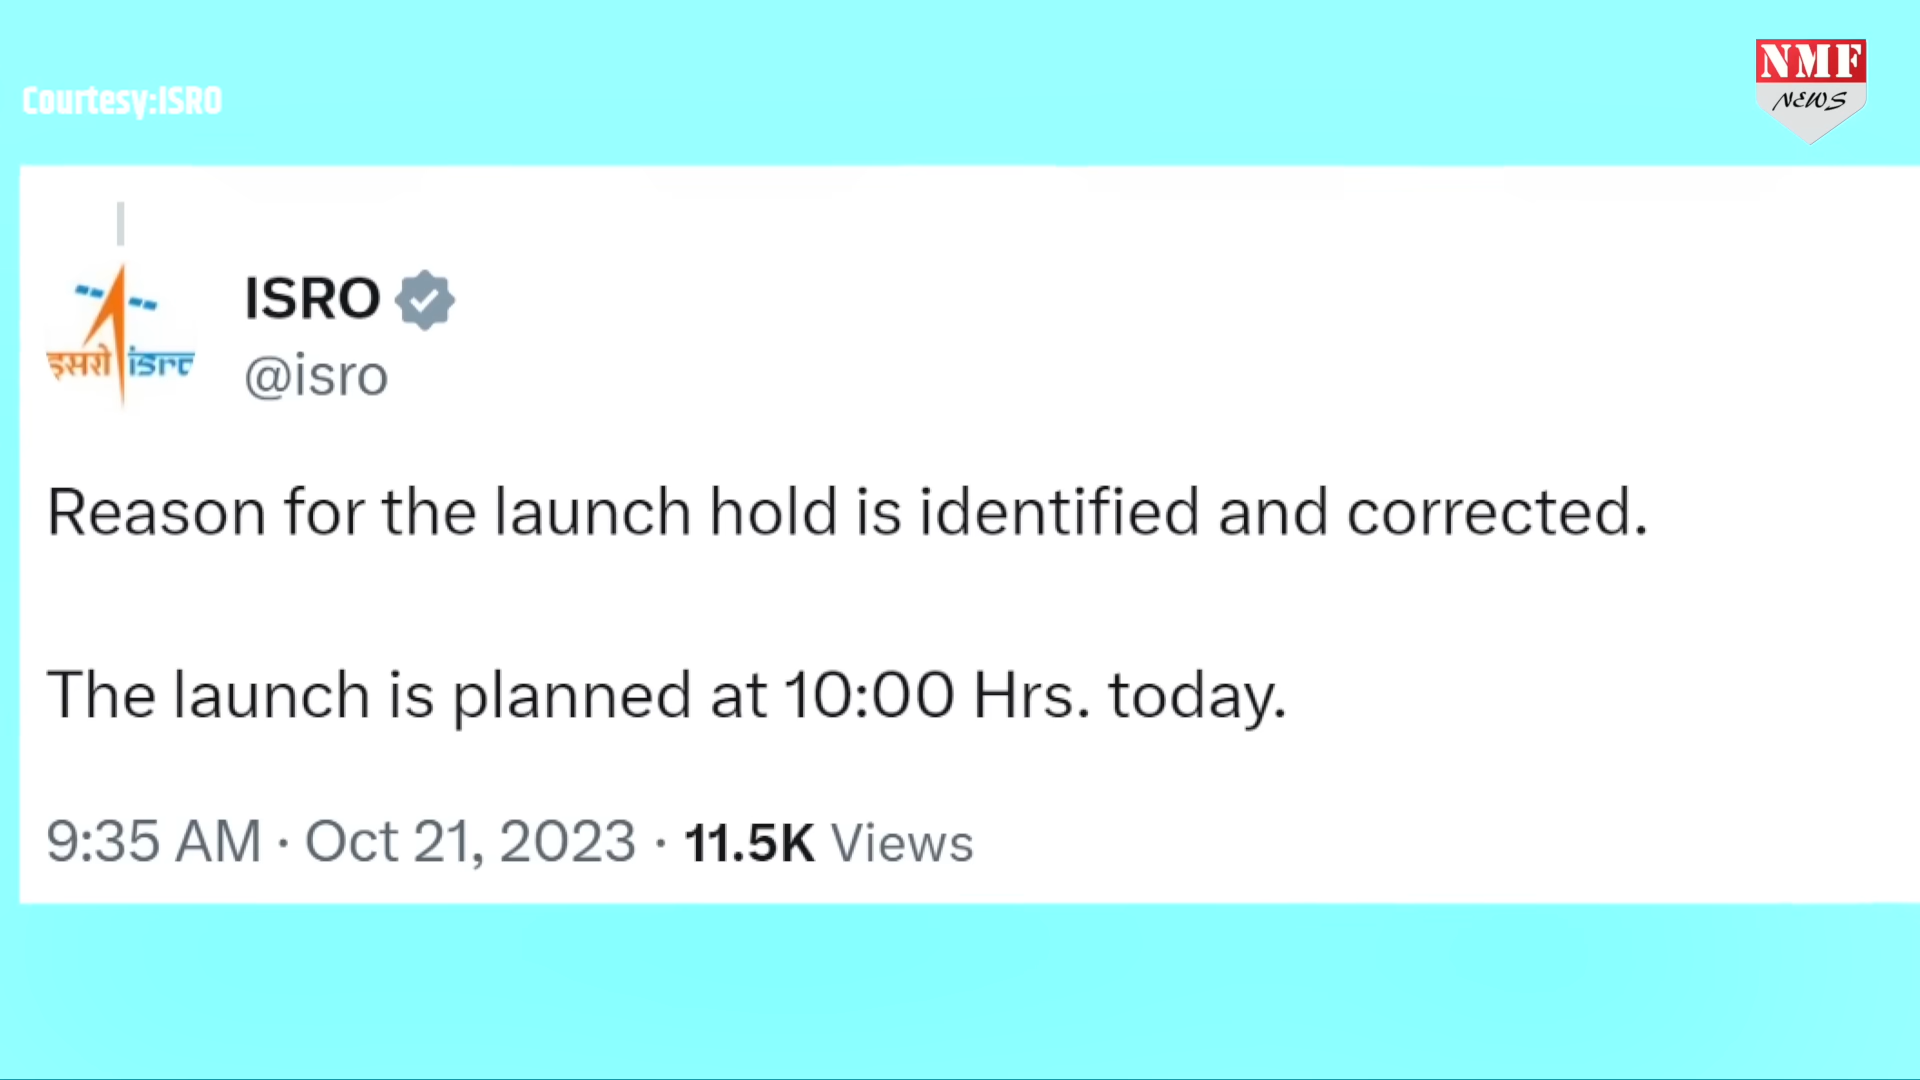 Courtesy:ISRO
NMF
NEWS
इसरो isro
ISRO
@isro
Reason for the launch hold is identified and corrected.
The launch is planned at 10:00 Hrs. today.
9:35 AM · Oct 21, 2023 · 11.5K Views